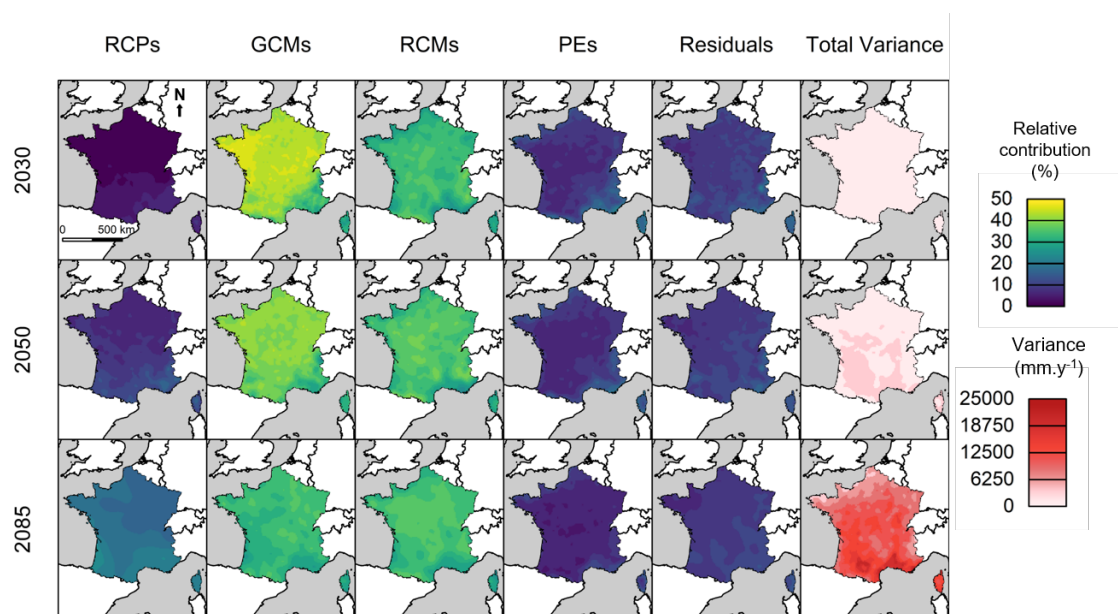 RCPs GCMs RCMs PEs Residuals Total Variance
N
2030
0 500 km
2050
2085
Relative
contribution
(%)
50
40
30
20
10
0
Variance
(mm.y-1)
25000
18750
12500
6250
0